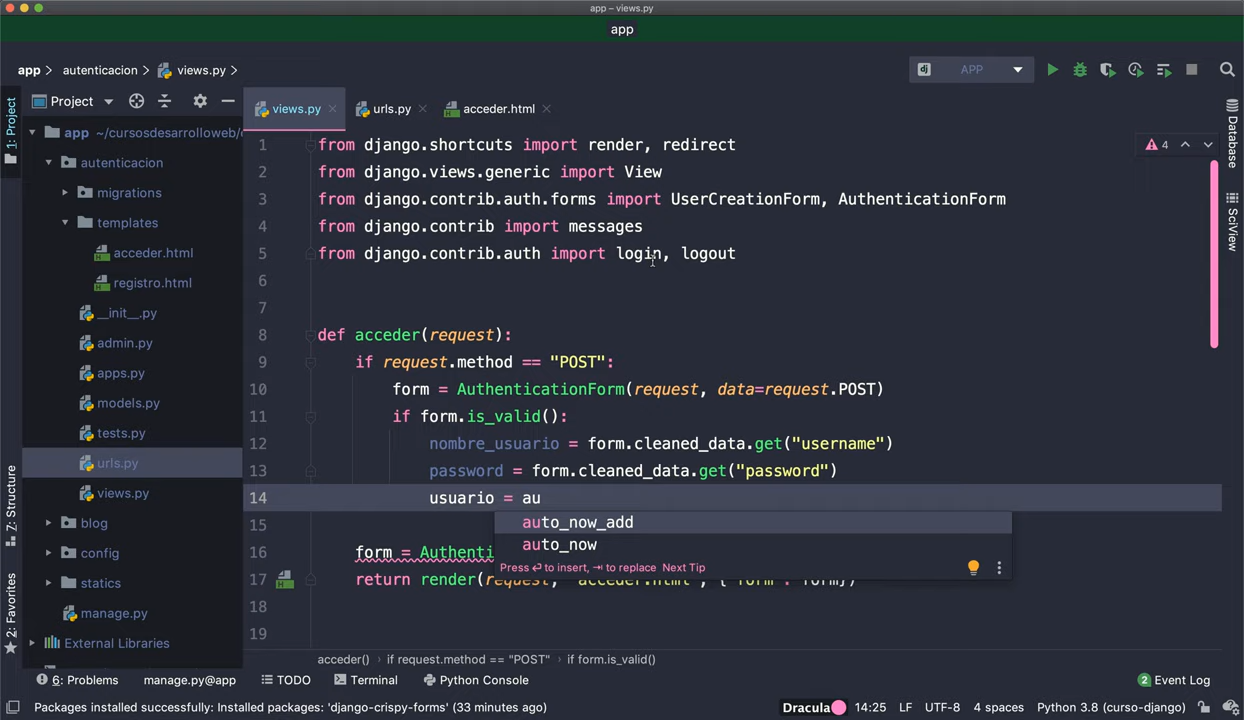 app – views.py
app
app autenticacion views.py
APP
1: Project
Project
views.py urls.py acceder.html
app ~/cursosdesarrolloweb/
autenticacion
migrations
templates
acceder.html
registro.html
__init__.py
admin.py
apps.py
models.py
tests.py
urls.py
views.py
blog
config
statics
manage.py
External Libraries
1 from django.shortcuts import render, redirect
2 from django.views.generic import View
3 from django.contrib.auth.forms import UserCreationForm, AuthenticationForm
4 from django.contrib import messages
5 from django.contrib.auth import login, logout
6
7
8 def acceder(request):
9 if request.method == "POST":
10 form = AuthenticationForm(request, data=request.POST)
11 if form.is_valid():
12 nombre_usuario = form.cleaned_data.get("username")
13 password = form.cleaned_data.get("password")
14 usuario = au
auto_now_add
15
auto_now
16 form = Authenti
Press ↵ to insert, ⇥ to replace Next Tip
17 return render(request, "acceder.html", {"form": form})
18
19
4
Database
SciView
Z: Structure
2: Favorites
acceder() › if request.method == "POST" › if form.is_valid()
6: Problems manage.py@app TODO Terminal Python Console 2 Event Log
Packages installed successfully: Installed packages: 'django-crispy-forms' (33 minutes ago) Dracula 14:25 LF UTF-8 4 spaces Python 3.8 (curso-django)